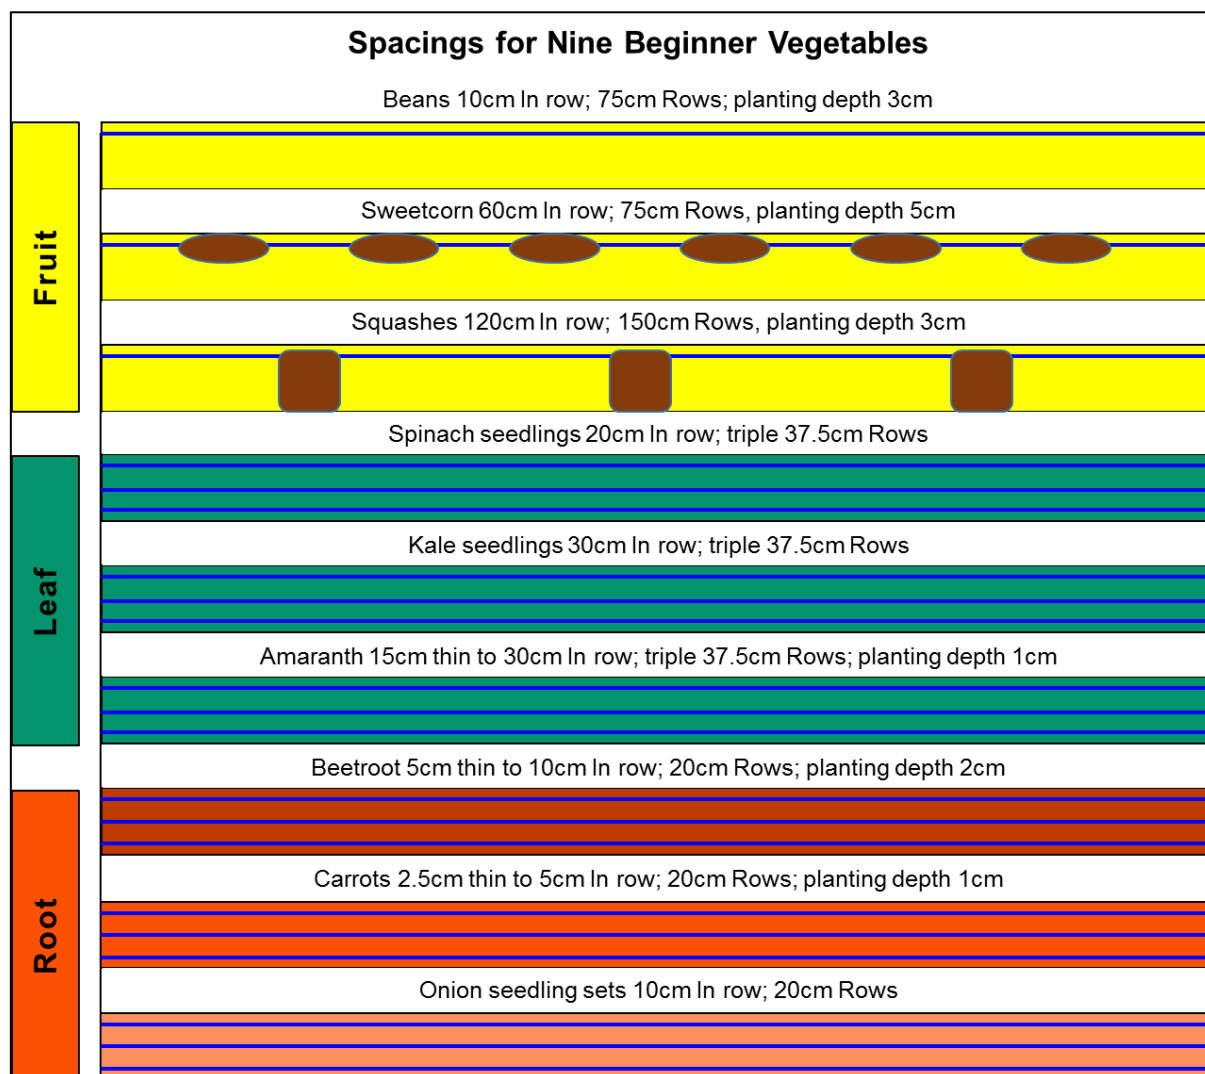 Spacings for Nine Beginner Vegetables
Beans 10cm In row; 75cm Rows; planting depth 3cm
Fruit
Sweetcorn 60cm In row; 75cm Rows, planting depth 5cm
Squashes 120cm In row; 150cm Rows, planting depth 3cm
Spinach seedlings 20cm In row; triple 37.5cm Rows
Leaf
Kale seedlings 30cm In row; triple 37.5cm Rows
Amaranth 15cm thin to 30cm In row; triple 37.5cm Rows; planting depth 1cm
Beetroot 5cm thin to 10cm In row; 20cm Rows; planting depth 2cm
Root
Carrots 2.5cm thin to 5cm In row; 20cm Rows; planting depth 1cm
Onion seedling sets 10cm In row; 20cm Rows